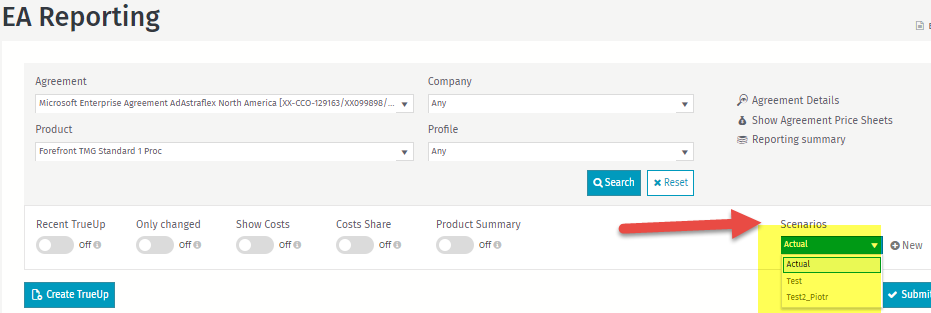 EA Reporting
Agreement
Company
Microsoft Enterprise Agreement AdAstraflex North America [XX-CCO-129163/XX099898/...
Any
Agreement Details
Show Agreement Price Sheets
Product
Profile
Reporting summary
Forefront TMG Standard 1 Proc
Any
Search
Reset
Recent TrueUp
Only changed
Show Costs
Costs Share
Product Summary
Scenarios
Off
Off
Off
Off
Off
Actual
New
Actual
Test
Test2_Piotr
Create TrueUp
Submit